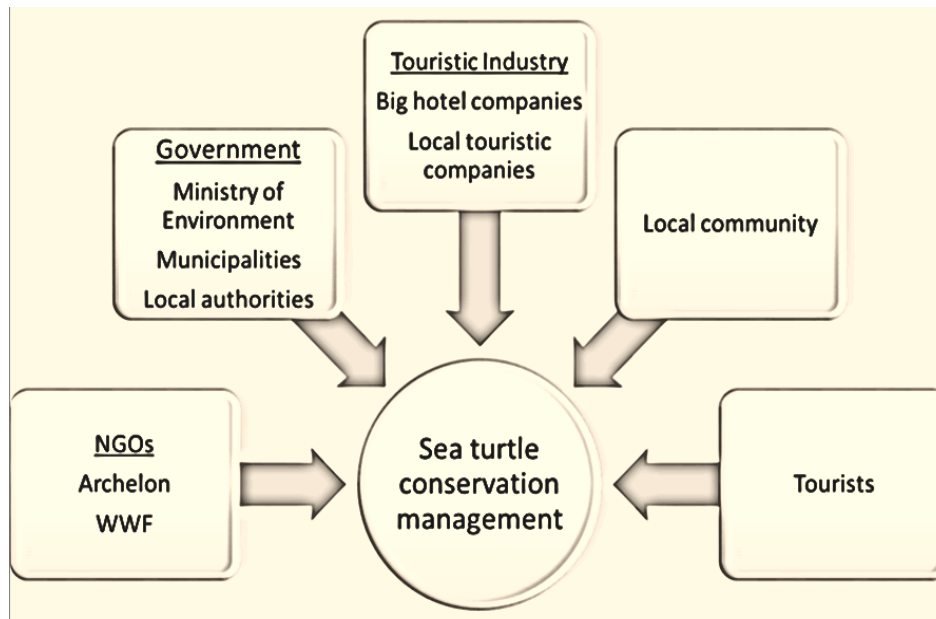 Touristic Industry
Big hotel companies
Local touristic
companies
Government
Ministry of
Environment
Municipalities
Local authorities
Local community
NGOs
Archelon
WWF
Sea turtle
conservation
management
Tourists